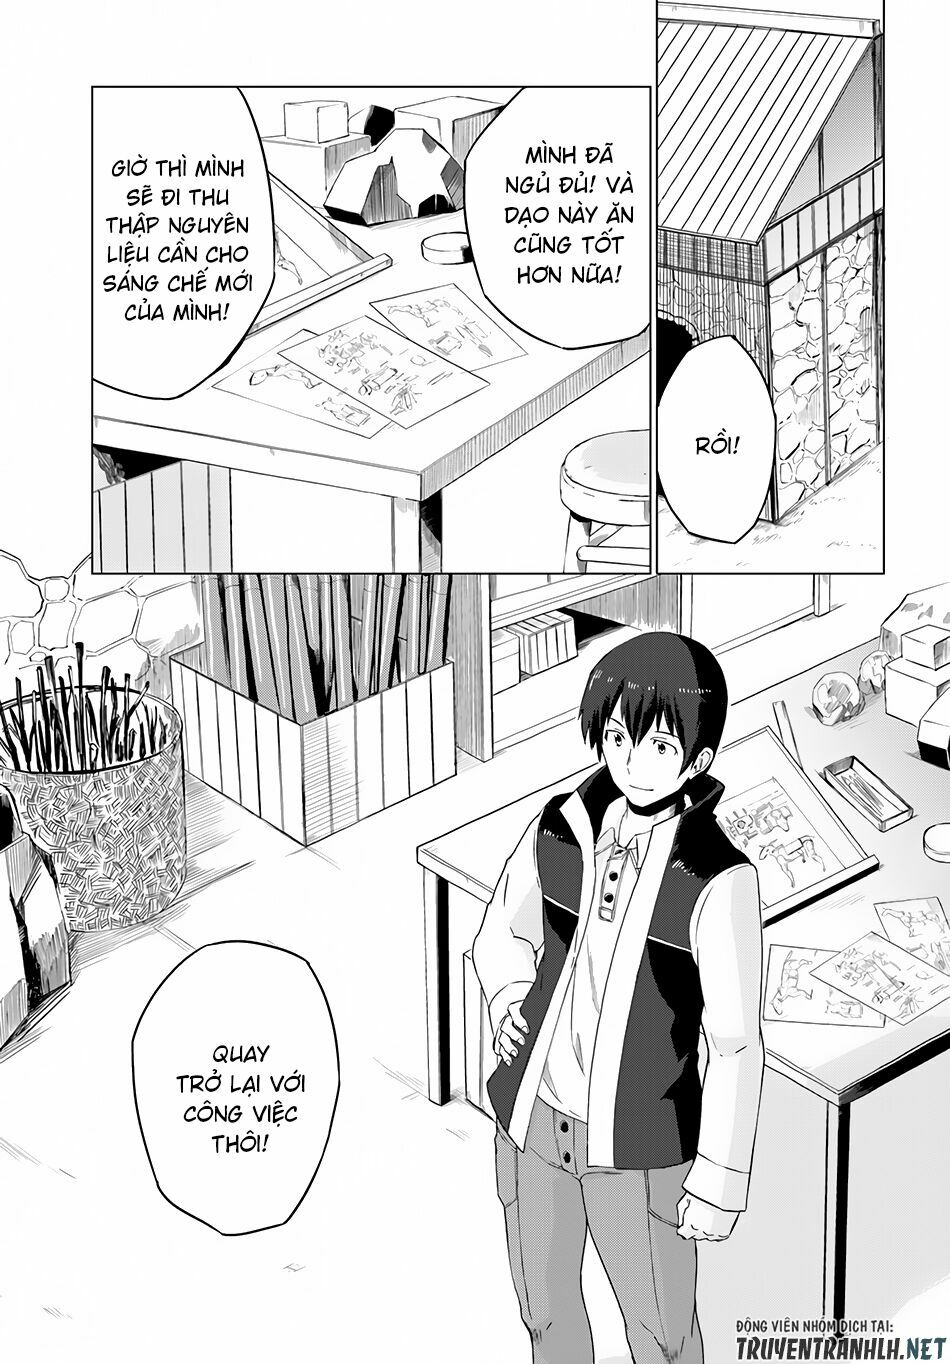 RỒI!
MÌNH ĐÃ
NGỦ ĐỦ! VÀ
DẠO NÀY ĂN
CŨNG TỐT
HƠN NỮA!
GIỜ THÌ MÌNH
SẼ ĐI THU
THẬP NGUYÊN
LIỆU CẦN CHO
SÁNG CHẾ MỚI
CỦA MÌNH!
QUAY
TRỞ LẠI VỚI
CÔNG VIỆC
THÔI!
ĐỘNG VIÊN NHÓM DỊCH TẠI:
TRUYENTRANHLH.NET